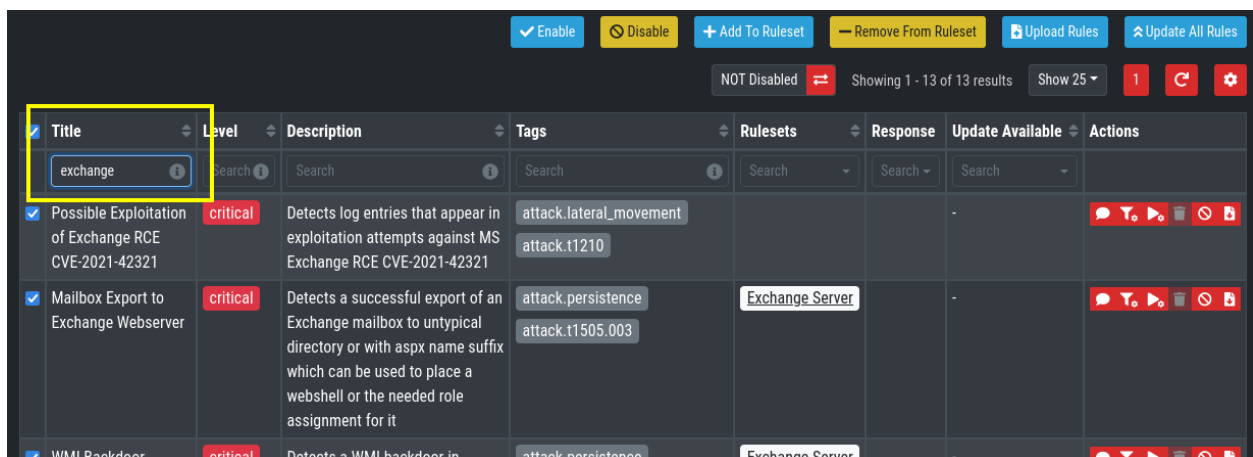 Enable Disable Add To Ruleset Remove From Ruleset Upload Rules Update All Rules
NOT Disabled Showing 1 - 13 of 13 results Show 25 1
Title Level Description Tags Rulesets Response Update Available Actions
exchange Search Search Search Search Search Search
Possible Exploitation critical Detects log entries that appear in attack.lateral_movement -
of Exchange RCE exploitation attempts against MS attack.t1210
CVE-2021-42321 Exchange RCE CVE-2021-42321
Mailbox Export to critical Detects a successful export of an attack.persistence Exchange Server -
Exchange Webserver Exchange mailbox to untypical attack.t1505.003
directory or with aspx name suffix
which can be used to place a
webshell or the needed role
assignment for it
WMI Backdoor critical Detects a WMI backdoor in attack.persistence Exchange Server